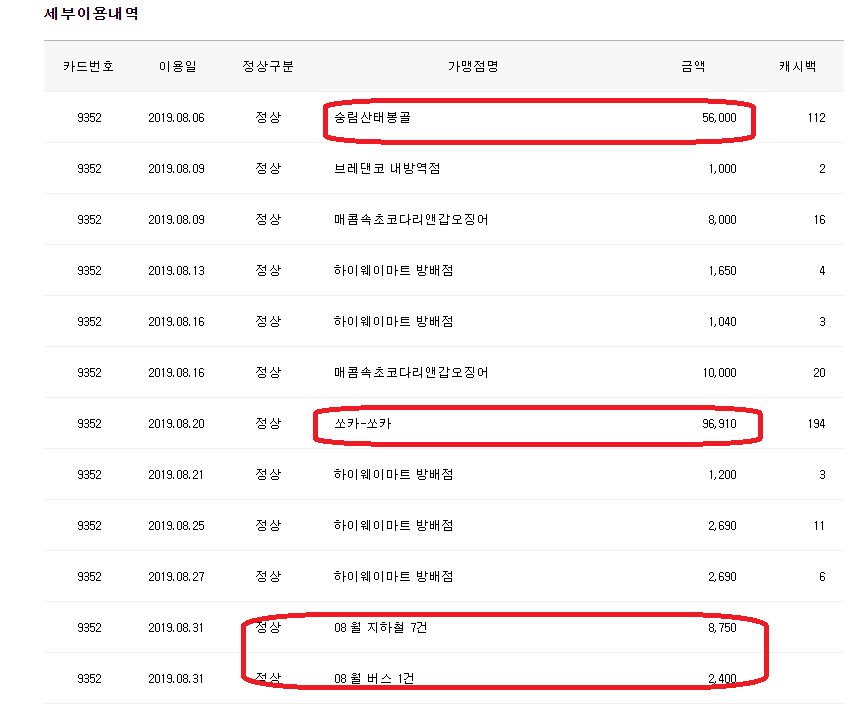 세부이용내역
카드번호 이용일 정상구분 가맹점명 금액 캐시백
9352 2019.08.06 정상 숭림산태봉골 56,000 112
9352 2019.08.09 정상 브레댄코 내방역점 1,000 2
9352 2019.08.09 정상 매콤속초코다리앤갑오징어 8,000 16
9352 2019.08.13 정상 하이웨이마트 방배점 1,650 4
9352 2019.08.16 정상 하이웨이마트 방배점 1,040 3
9352 2019.08.16 정상 매콤속초코다리앤갑오징어 10,000 20
9352 2019.08.20 정상 쏘카-쏘카 96,910 194
9352 2019.08.21 정상 하이웨이마트 방배점 1,200 3
9352 2019.08.25 정상 하이웨이마트 방배점 2,690 11
9352 2019.08.27 정상 하이웨이마트 방배점 2,690 6
9352 2019.08.31 정상 08 월 지하철 7건 8,750
9352 2019.08.31 정상 08 월 버스 1건 2,400